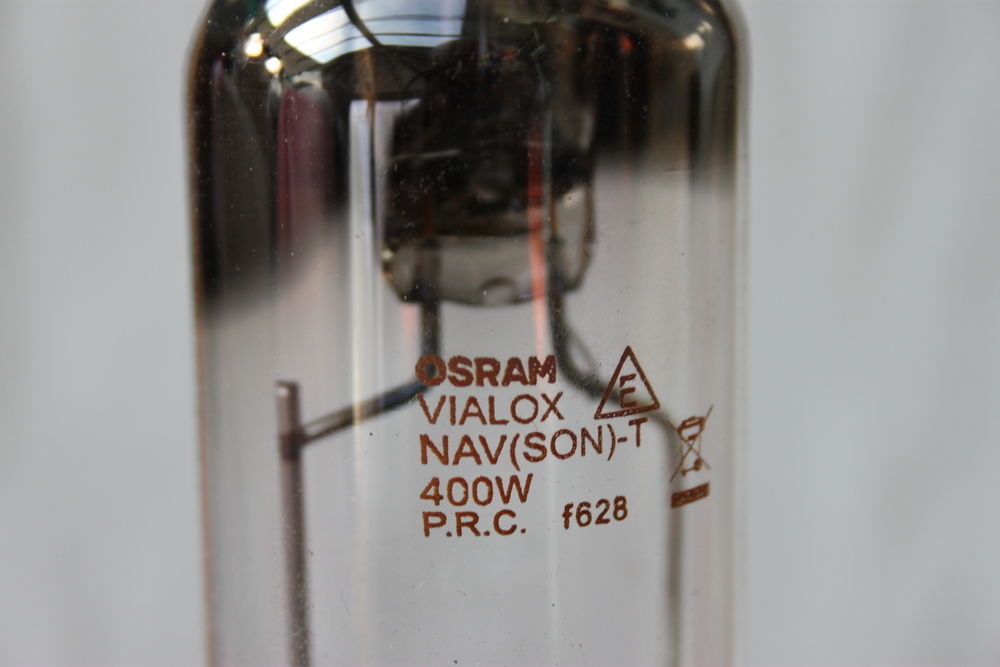 OSRAM
VIALOX E
NAV(SON)-T
400W
P.R.C. f628